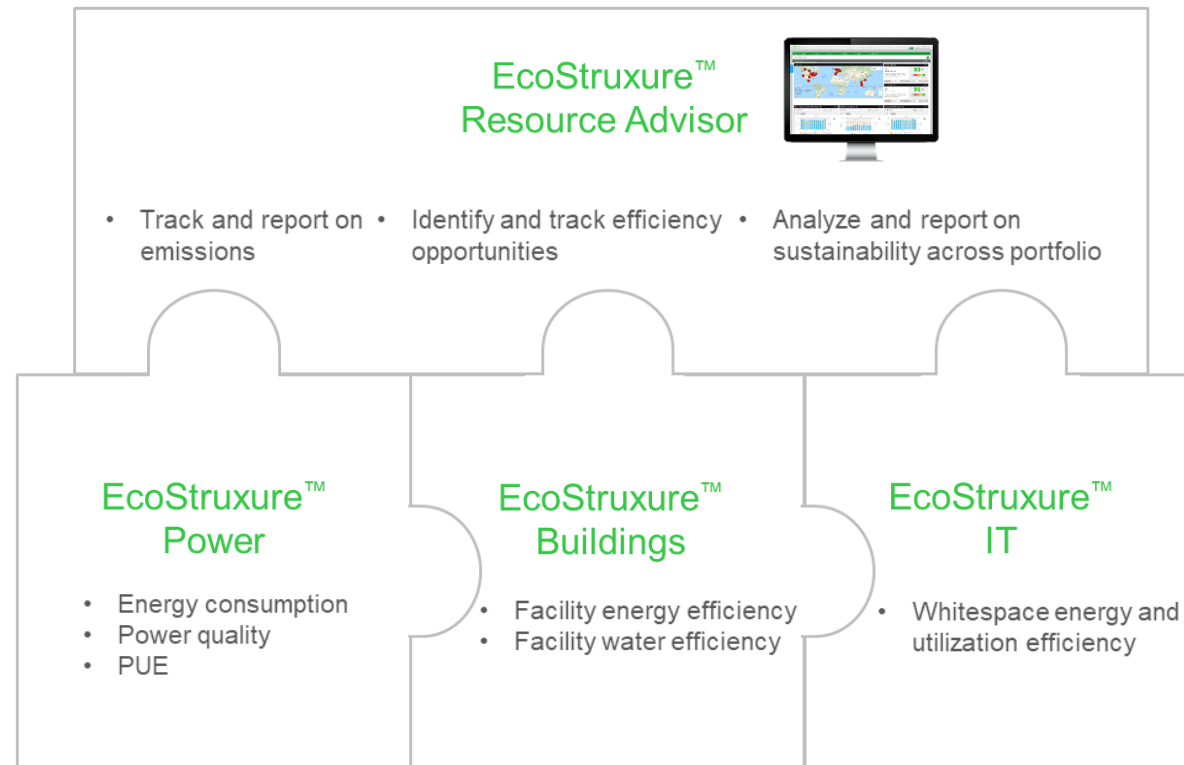 EcoStruxure™
Resource Advisor
• Track and report on
emissions
• Identify and track efficiency
opportunities
• Analyze and report on
sustainability across portfolio
EcoStruxure™
Power
• Energy consumption
• Power quality
• PUE
EcoStruxure™
Buildings
• Facility energy efficiency
• Facility water efficiency
EcoStruxure™
IT
• Whitespace energy and
utilization efficiency